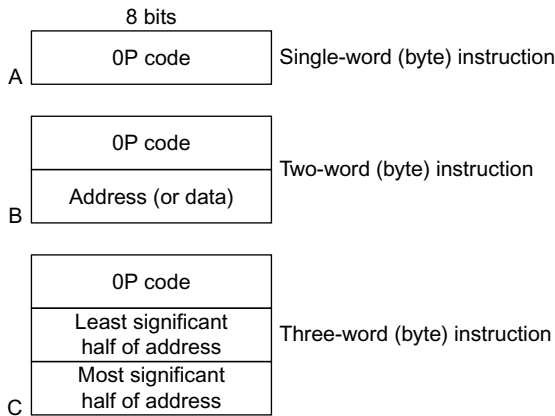 8 bits
0P code
Single-word (byte) instruction
A
0P code
Two-word (byte) instruction
Address (or data)
B
0P code
Least significant
half of address
Three-word (byte) instruction
Most significant
half of address
C